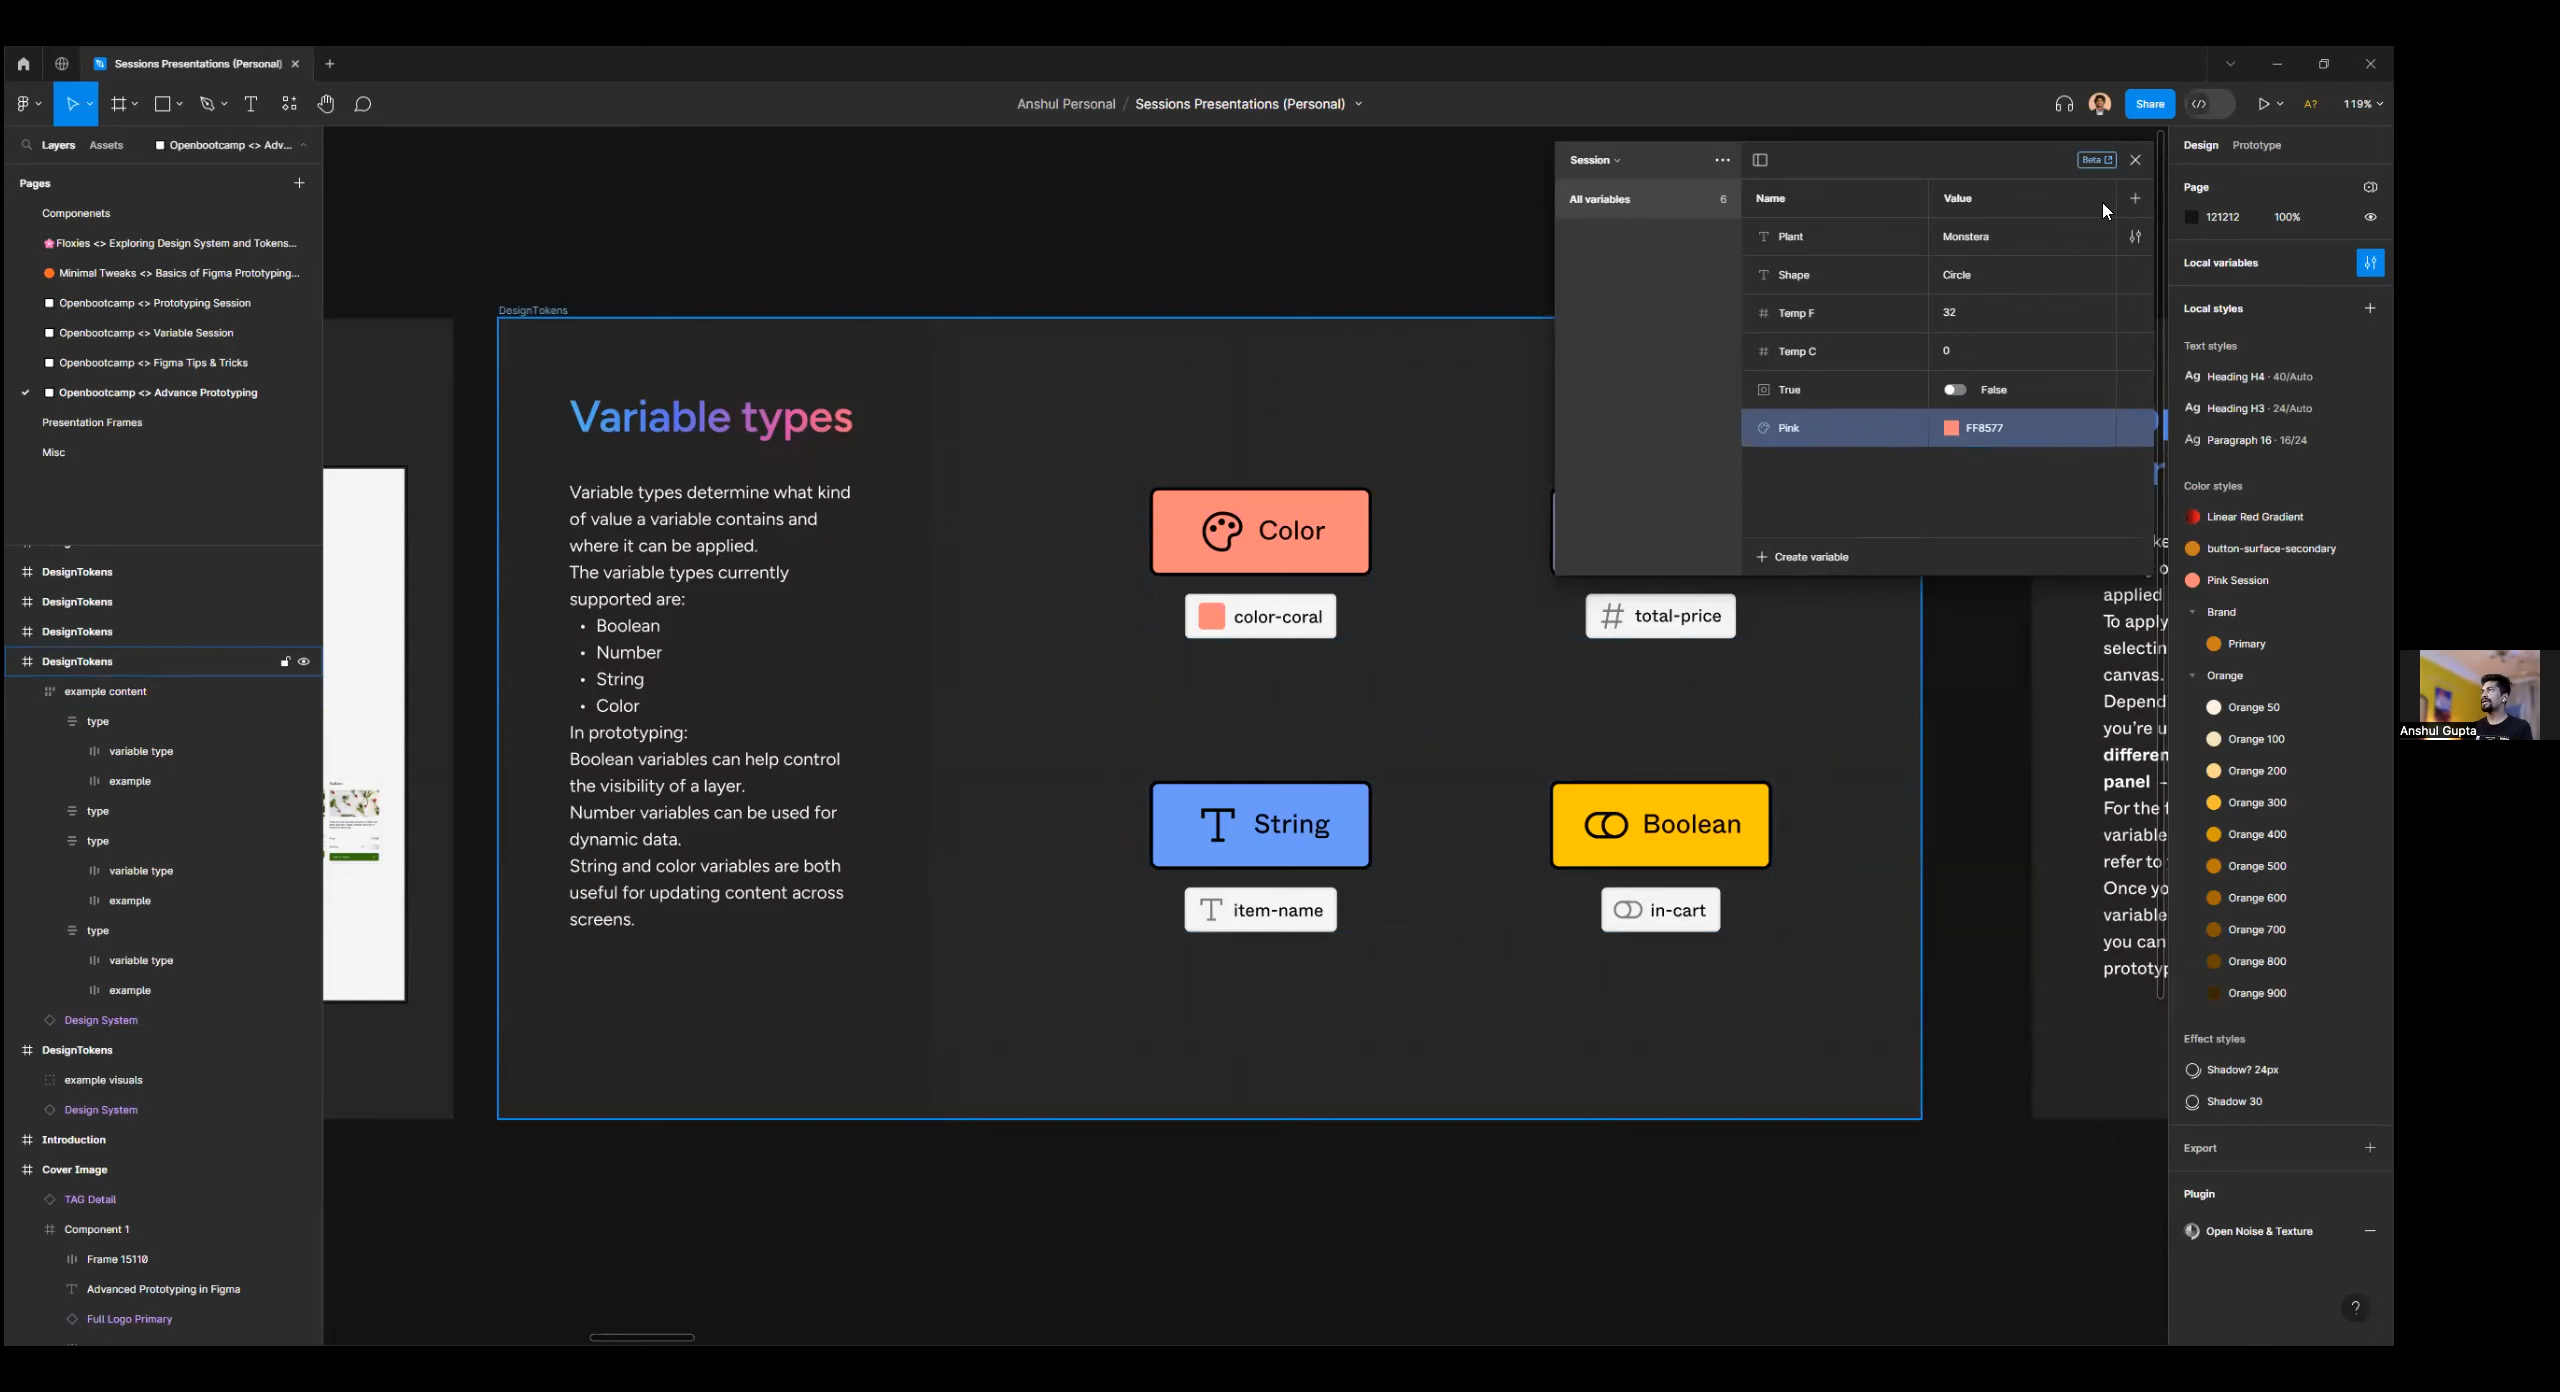 Sessions Presentations (Personal)
Anshul Personal / Sessions Presentations (Personal)
Share
A?
119%
Layers
Assets
Openbootcamp <> Adv...
Pages
Componenets
Floxies <> Exploring Design System and Tokens...
Minimal Tweaks <> Basics of Figma Prototyping...
Openbootcamp <> Prototyping Session
Openbootcamp <> Variable Session
Openbootcamp <> Figma Tips & Tricks
Openbootcamp <> Advance Prototyping
Presentation Frames
Misc
DesignTokens
DesignTokens
DesignTokens
DesignTokens
example content
type
variable type
example
type
type
variable type
example
type
variable type
example
Design System
DesignTokens
example visuals
Design System
Introduction
Cover Image
TAG Detail
Component 1
Frame 15110
Advanced Prototyping in Figma
Full Logo Primary
DesignTokens
Variable types
Variable types determine what kind
of value a variable contains and
where it can be applied.
The variable types currently
supported are:
• Boolean
• Number
• String
• Color
In prototyping:
Boolean variables can help control
the visibility of a layer.
Number variables can be used for
dynamic data.
String and color variables are both
useful for updating content across
screens.
Color
color-coral
total-price
String
item-name
Boolean
in-cart
Session
Beta
All variables 6
Name Value
Plant Monstera
Shape Circle
Temp F 32
Temp C 0
True False
Pink FF8577
Create variable
applied
To apply
selectin
canvas.
Depend
you're u
differen
panel
For the
variable
refer to
Once yo
variable
you can
prototyp
Design
Prototype
Page
121212 100%
Local variables
Local styles
Text styles
Ag Heading H4 · 40/Auto
Ag Heading H3 · 24/Auto
Ag Paragraph 16 · 16/24
Color styles
Linear Red Gradient
button-surface-secondary
Pink Session
Brand
Primary
Orange
Orange 50
Orange 100
Orange 200
Orange 300
Orange 400
Orange 500
Orange 600
Orange 700
Orange 800
Orange 900
Effect styles
Shadow? 24px
Shadow 30
Export
Plugin
Open Noise & Texture
?
Anshul Gupta